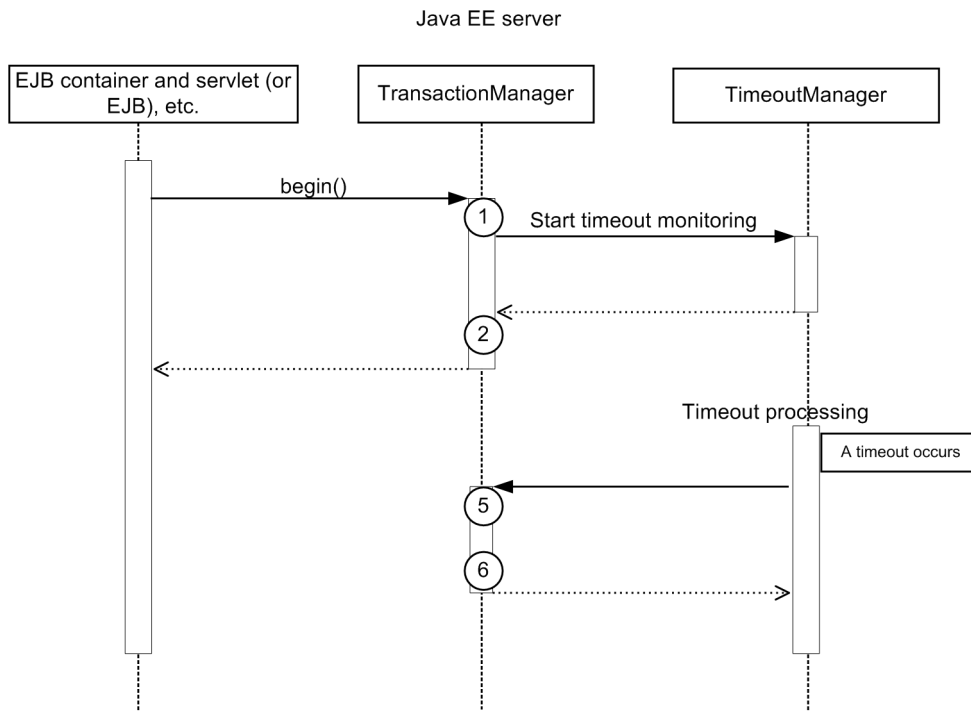 Java EE server
EJB container and servlet (or
EJB), etc.
TransactionManager
TimeoutManager
begin()
1
Start timeout monitoring
2
Timeout processing
A timeout occurs
5
6